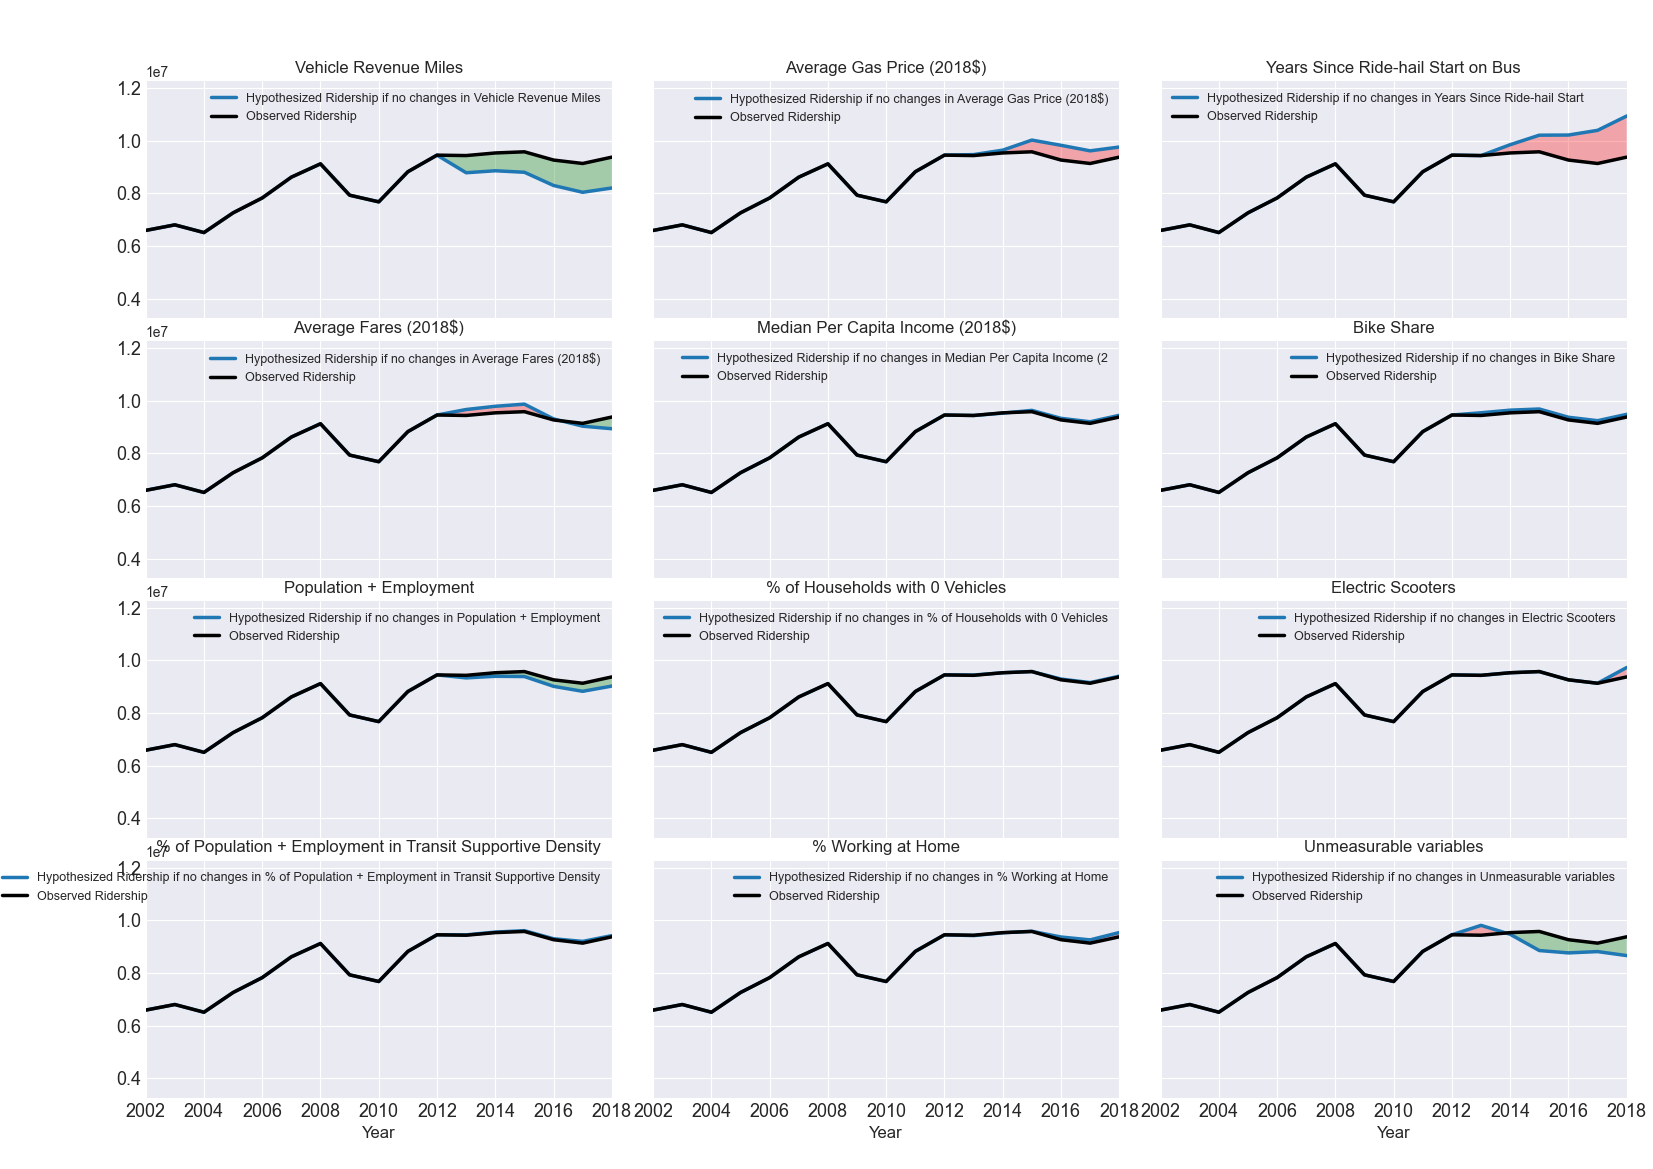 Vehicle Revenue Miles
1e7
1.2
1.0
0.8
0.6
0.4
Hypothesized Ridership if no changes in Vehicle Revenue Miles
Observed Ridership
Average Gas Price (2018$)
Hypothesized Ridership if no changes in Average Gas Price (2018$)
Observed Ridership
Years Since Ride-hail Start on Bus
Hypothesized Ridership if no changes in Years Since Ride-hail Start
Observed Ridership
Average Fares (2018$)
1e7
1.2
1.0
0.8
0.6
0.4
Hypothesized Ridership if no changes in Average Fares (2018$)
Observed Ridership
Median Per Capita Income (2018$)
Hypothesized Ridership if no changes in Median Per Capita Income (2
Observed Ridership
Bike Share
Hypothesized Ridership if no changes in Bike Share
Observed Ridership
Population + Employment
1e7
1.2
1.0
0.8
0.6
0.4
Hypothesized Ridership if no changes in Population + Employment
Observed Ridership
% of Households with 0 Vehicles
Hypothesized Ridership if no changes in % of Households with 0 Vehicles
Observed Ridership
Electric Scooters
Hypothesized Ridership if no changes in Electric Scooters
Observed Ridership
% of Population + Employment in Transit Supportive Density
1e7
1.2
1.0
0.8
0.6
0.4
Hypothesized Ridership if no changes in % of Population + Employment in Transit Supportive Density
Observed Ridership
% Working at Home
Hypothesized Ridership if no changes in % Working at Home
Observed Ridership
Unmeasurable variables
Hypothesized Ridership if no changes in Unmeasurable variables
Observed Ridership
2002 2004 2006 2008 2010 2012 2014 2016 2018
Year
2002 2004 2006 2008 2010 2012 2014 2016 2018
Year
2002 2004 2006 2008 2010 2012 2014 2016 2018
Year